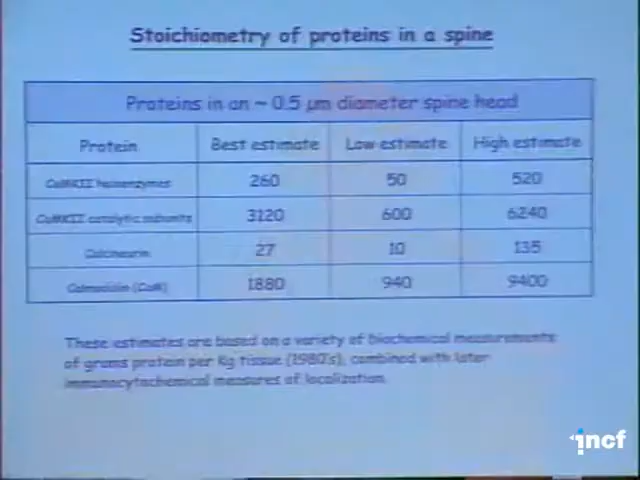 Stoichiometry of proteins in a spine
Proteins in an ~ 0.5 µm diameter spine head
Protein Best estimate Low estimate High estimate
CaMKII holoenzymes 260 50 520
CaMKII catalytic subunits 3120 600 6240
Calcineurin 27 10 135
Calmodulin (CaM) 1880 940 9400
These estimates are based on a variety of biochemical measurements
of grams protein per Kg tissue (1980's), combined with later
immunocytochemical measures of localization.
incf